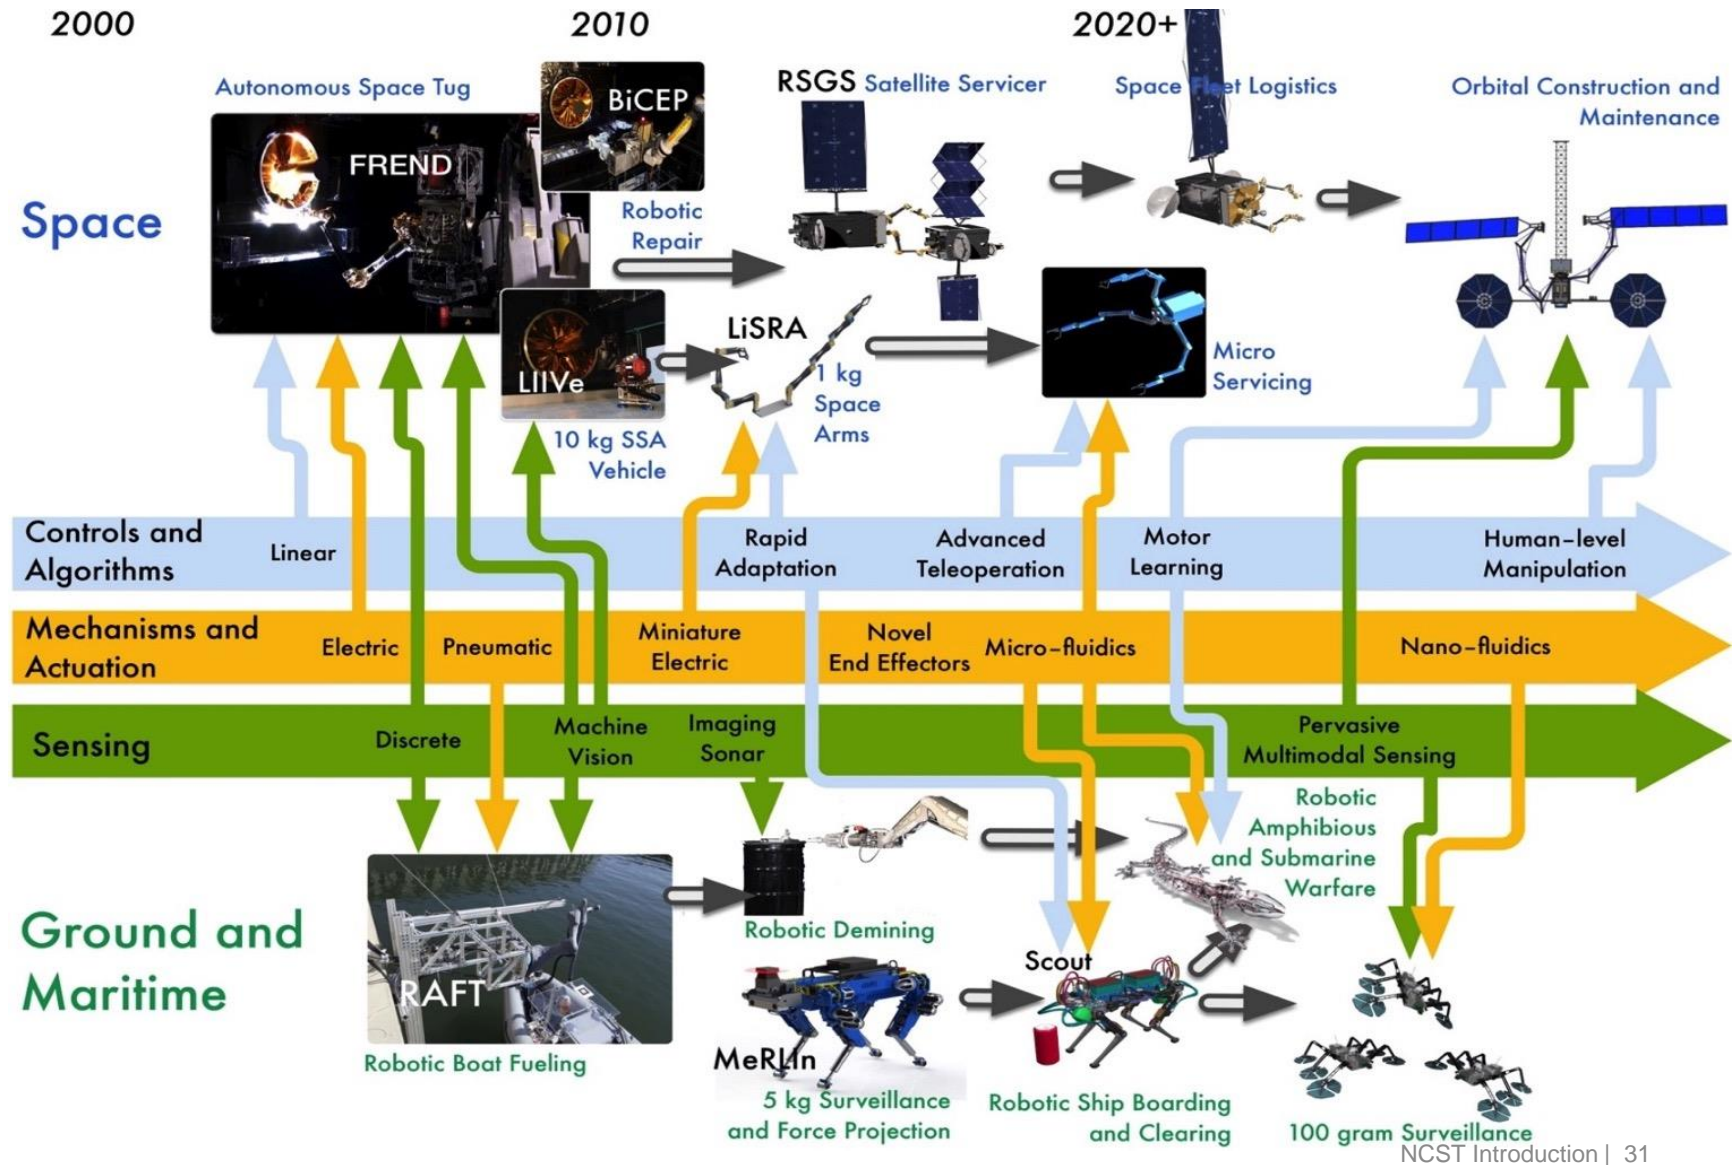 2000
2010
2020+
Autonomous Space Tug
FREND
BiCEP
RSGS Satellite Servicer
Space Fleet Logistics
Orbital Construction and
Maintenance
Space
Robotic
Repair
LIIVe
LiSRA
10 kg SSA
Vehicle
1 kg
Space
Arms
Micro
Servicing
Controls and
Algorithms
Linear
Rapid
Adaptation
Advanced
Teleoperation
Motor
Learning
Human-level
Manipulation
Mechanisms and
Actuation
Electric
Pneumatic
Miniature
Electric
Novel
End Effectors
Micro-fluidics
Nano-fluidics
Sensing
Discrete
Machine
Vision
Imaging
Sonar
Pervasive
Multimodal Sensing
Ground and
Maritime
RAFT
Robotic Boat Fueling
Robotic Demining
MeRLIn
5 kg Surveillance
and Force Projection
Scout
Robotic Ship Boarding
and Clearing
Robotic
Amphibious
and Submarine
Warfare
100 gram Surveillance
NCST Introduction | 31